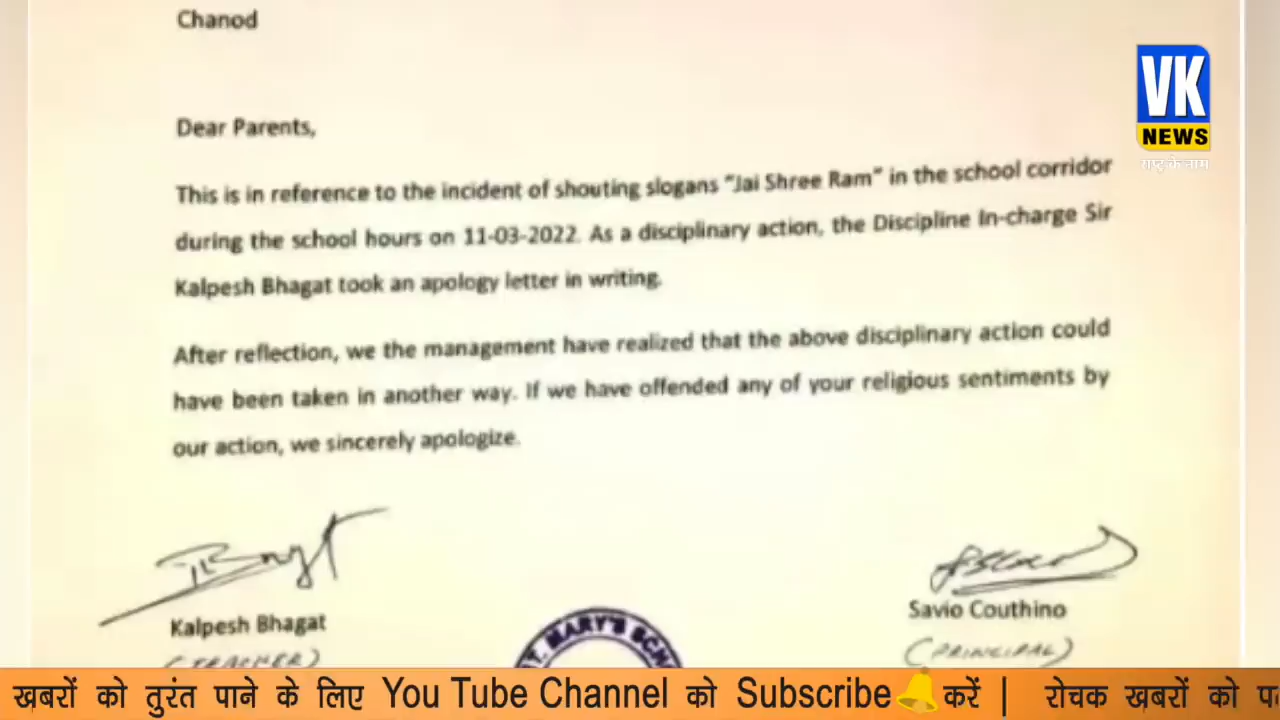 Chanod
VK
NEWS
राष्ट्र के नाम
Dear Parents,
This is in reference to the incident of shouting slogans “Jai Shree Ram” in the school corridor
during the school hours on 11-03-2022. As a disciplinary action, the Discipline In-charge Sir
Kalpesh Bhagat took an apology letter in writing.
After reflection, we the management have realized that the above disciplinary action could
have been taken in another way. If we have offended any of your religious sentiments by
our action, we sincerely apologize.
Kalpesh Bhagat
Savio Couthino
(TEACHER)
(PRINCIPAL)
T. MARY'S SCH
खबरों को तुरंत पाने के लिए You Tube Channel को Subscribe करें | रोचक खबरों को